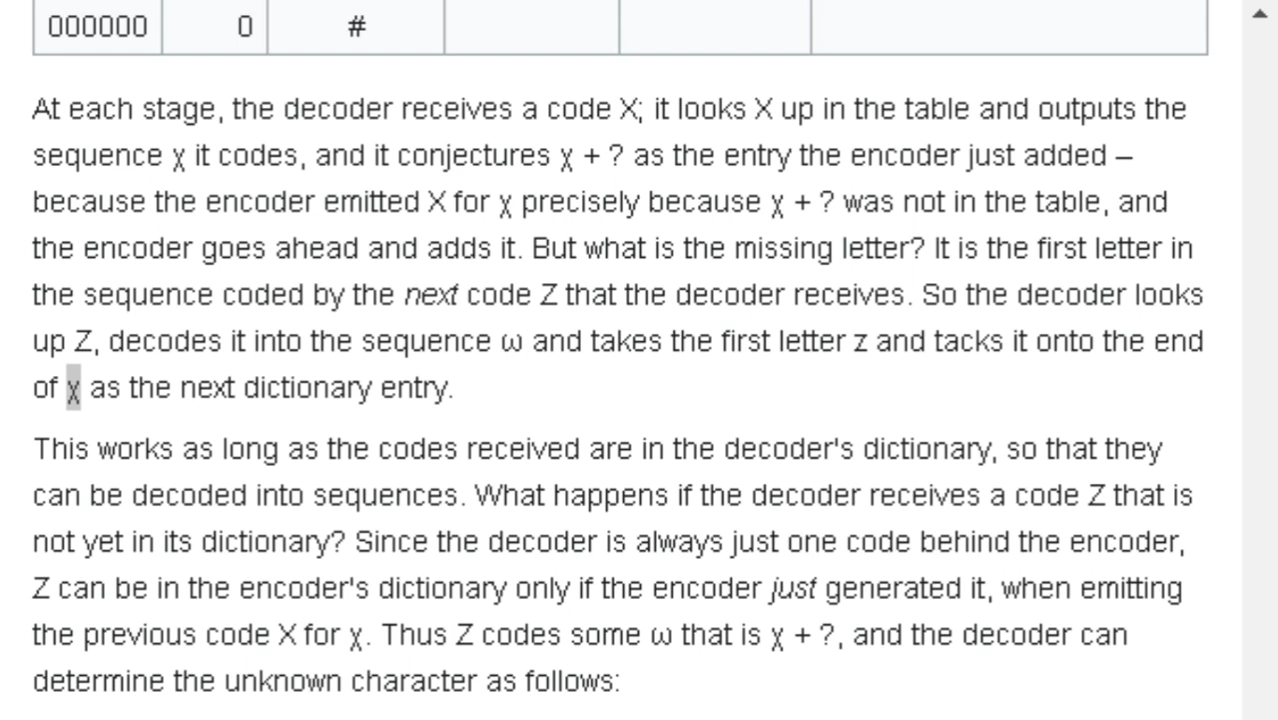 000000 0 #
At each stage, the decoder receives a code X; it looks X up in the table and outputs the
sequence χ it codes, and it conjectures χ + ? as the entry the encoder just added –
because the encoder emitted X for χ precisely because χ + ? was not in the table, and
the encoder goes ahead and adds it. But what is the missing letter? It is the first letter in
the sequence coded by the next code Z that the decoder receives. So the decoder looks
up Z, decodes it into the sequence ω and takes the first letter z and tacks it onto the end
of χ as the next dictionary entry.
This works as long as the codes received are in the decoder's dictionary, so that they
can be decoded into sequences. What happens if the decoder receives a code Z that is
not yet in its dictionary? Since the decoder is always just one code behind the encoder,
Z can be in the encoder's dictionary only if the encoder just generated it, when emitting
the previous code X for χ. Thus Z codes some ω that is χ + ?, and the decoder can
determine the unknown character as follows: